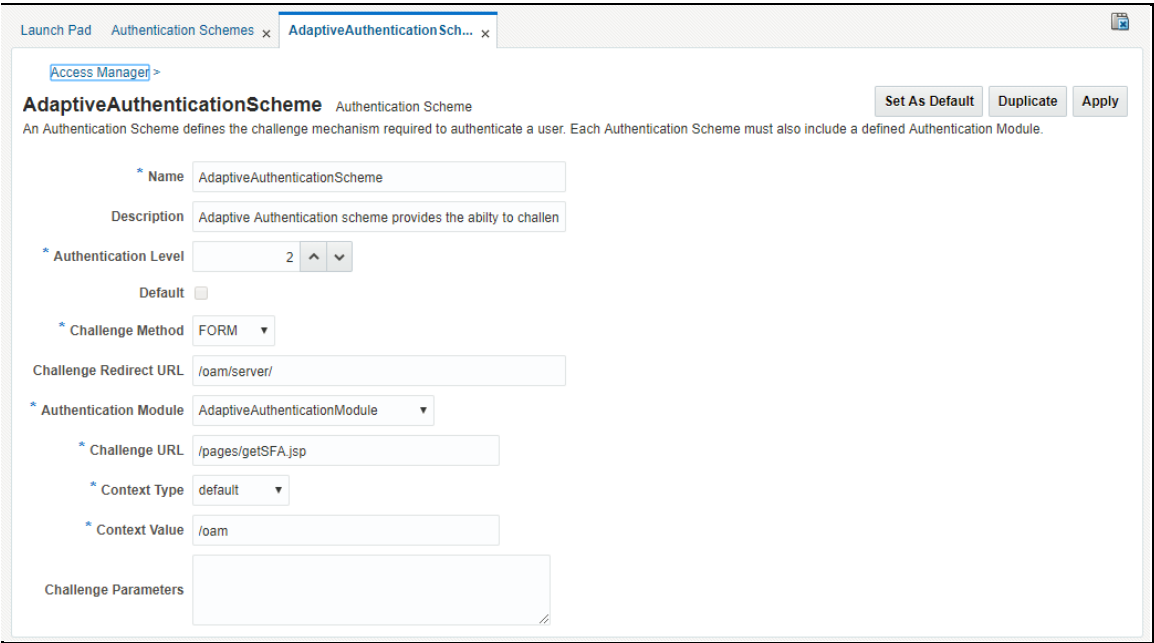 Launch Pad Authentication Schemes x AdaptiveAuthenticationSch... x
Access Manager >
AdaptiveAuthenticationScheme Authentication Scheme Set As Default Duplicate Apply
An Authentication Scheme defines the challenge mechanism required to authenticate a user. Each Authentication Scheme must also include a defined Authentication Module.
* Name AdaptiveAuthenticationScheme
Description Adaptive Authentication scheme provides the abilty to challen
* Authentication Level 2
Default
* Challenge Method FORM
Challenge Redirect URL /oam/server/
* Authentication Module AdaptiveAuthenticationModule
* Challenge URL /pages/getSFA.jsp
* Context Type default
* Context Value /oam
Challenge Parameters